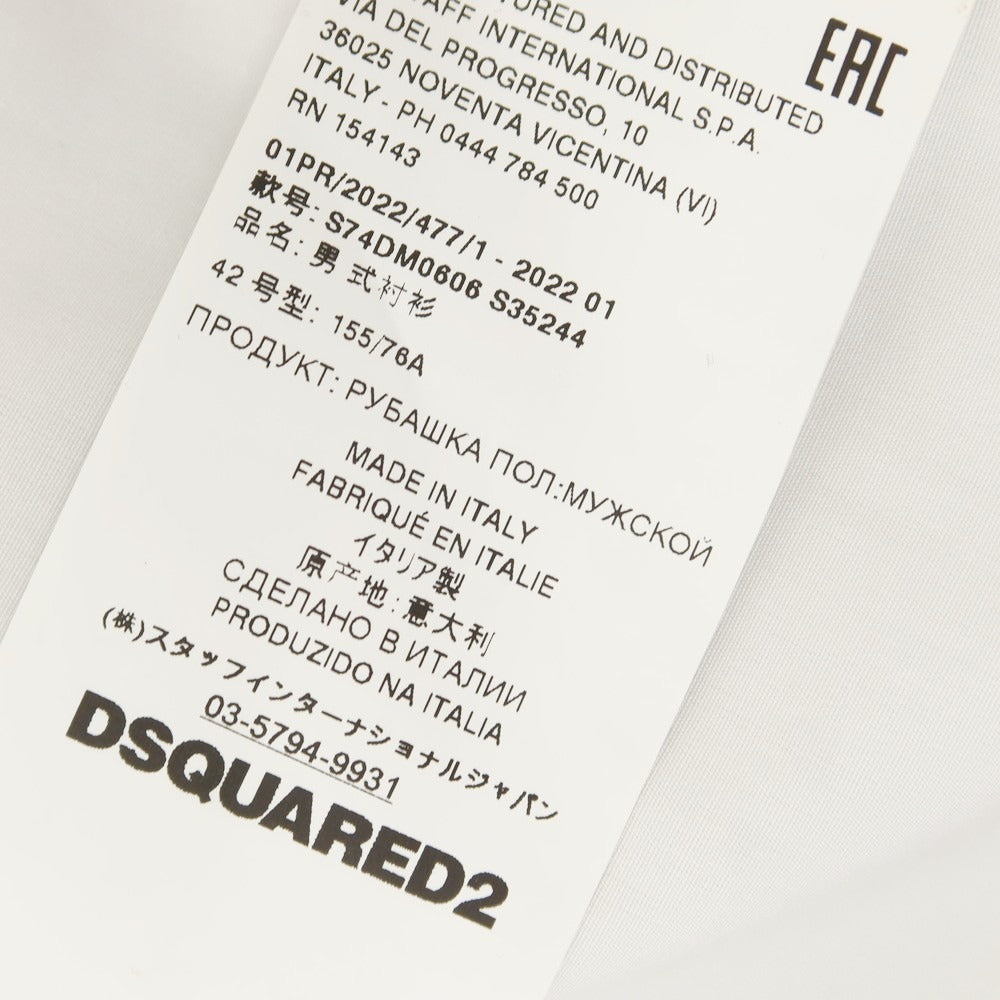 TURED AND DISTRIBUTED
AFF INTERNATIONAL S.P.A.
VIA DEL PROGRESSO, 10
36025 NOVENTA VICENTINA (VI)
ITALY - PH 0444 784 500
RN 154143
EAC
01PR/2022/477/1 - 2022 01
款号: S74DM0606 S35244
品名: 男式衬衫
42 号型: 155/76A
ПРОДУКТ: РУБАШКА ПОЛ:МУЖСКОЙ
MADE IN ITALY
FABRIQUÉ EN ITALIE
イタリア製
原产地: 意大利
СДЕЛАНО В ИТАЛИИ
PRODUZIDO NA ITALIA
(株)スタッフインターナショナルジャパン
03-5794-9931
DSQUARED2